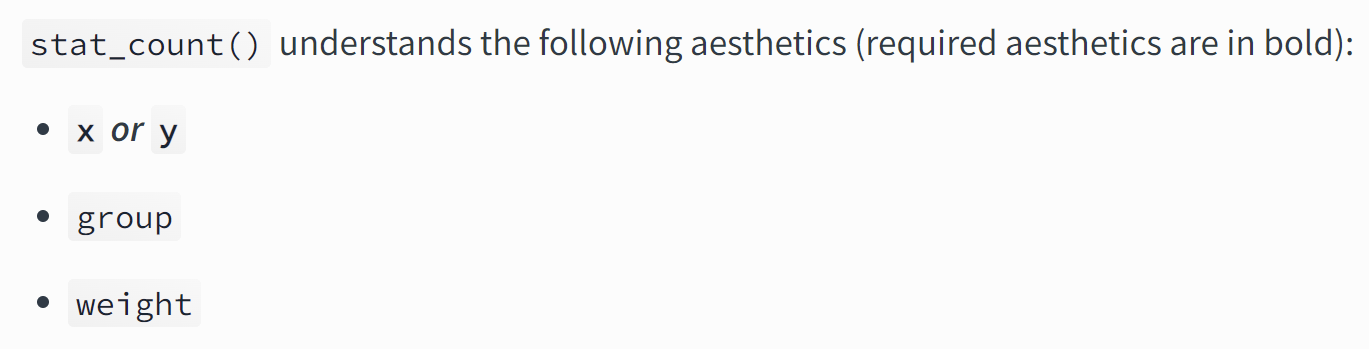 stat_count() understands the following aesthetics (required aesthetics are in bold):
• x or y
• group
• weight